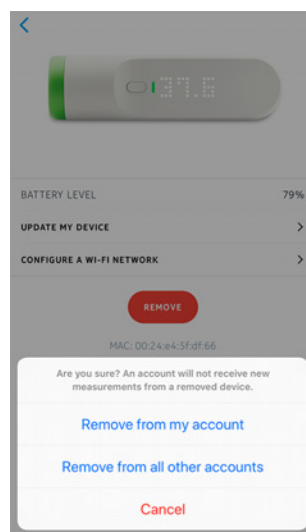 37.6
BATTERY LEVEL 79%
UPDATE MY DEVICE
CONFIGURE A WI-FI NETWORK
REMOVE
MAC: 00:24:e4:5f:df:66
Are you sure? An account will not receive new
measurements from a removed device.
Remove from my account
Remove from all other accounts
Cancel